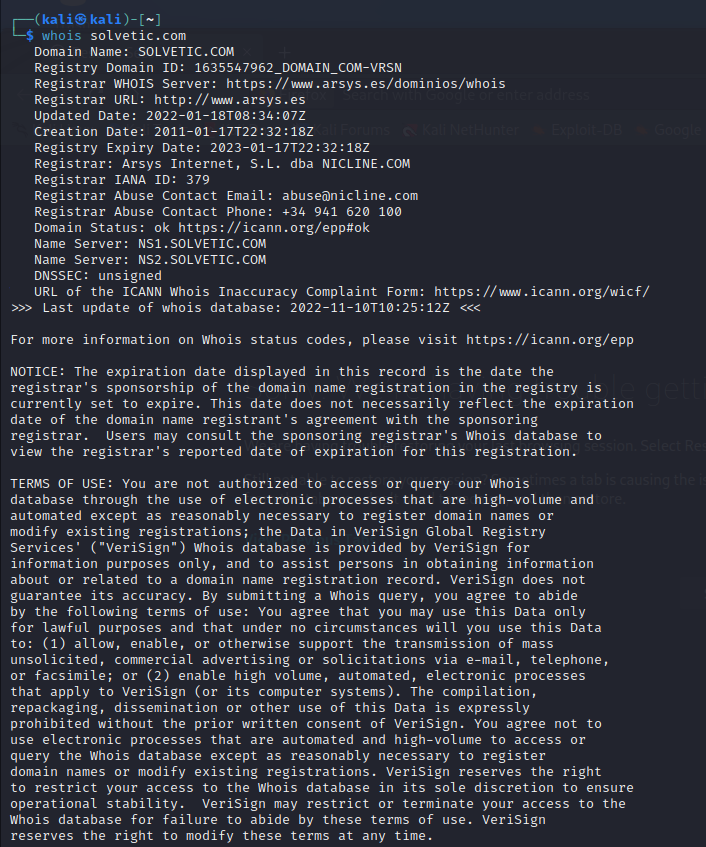 ┌──(kali㉿kali)-[~]
└─$ whois solvetic.com
Domain Name: SOLVETIC.COM
Registry Domain ID: 1635547962_DOMAIN_COM-VRSN
Registrar WHOIS Server: https://www.arsys.es/dominios/whois
Registrar URL: http://www.arsys.es
Updated Date: 2022-01-18T08:34:07Z
Creation Date: 2011-01-17T22:32:18Z
Registry Expiry Date: 2023-01-17T22:32:18Z
Registrar: Arsys Internet, S.L. dba NICLINE.COM
Registrar IANA ID: 379
Registrar Abuse Contact Email: abuse@nicline.com
Registrar Abuse Contact Phone: +34 941 620 100
Domain Status: ok https://icann.org/epp#ok
Name Server: NS1.SOLVETIC.COM
Name Server: NS2.SOLVETIC.COM
DNSSEC: unsigned
URL of the ICANN Whois Inaccuracy Complaint Form: https://www.icann.org/wicf/
>>> Last update of whois database: 2022-11-10T10:25:12Z <<<
For more information on Whois status codes, please visit https://icann.org/epp
NOTICE: The expiration date displayed in this record is the date the
registrar's sponsorship of the domain name registration in the registry is
currently set to expire. This date does not necessarily reflect the expiration
date of the domain name registrant's agreement with the sponsoring
registrar.  Users may consult the sponsoring registrar's Whois database to
view the registrar's reported date of expiration for this registration.
TERMS OF USE: You are not authorized to access or query our Whois
database through the use of electronic processes that are high-volume and
automated except as reasonably necessary to register domain names or
modify existing registrations; the Data in VeriSign Global Registry
Services' ("VeriSign") Whois database is provided by VeriSign for
information purposes only, and to assist persons in obtaining information
about or related to a domain name registration record. VeriSign does not
guarantee its accuracy. By submitting a Whois query, you agree to abide
by the following terms of use: You agree that you may use this Data only
for lawful purposes and that under no circumstances will you use this Data
to: (1) allow, enable, or otherwise support the transmission of mass
unsolicited, commercial advertising or solicitations via e-mail, telephone,
or facsimile; or (2) enable high volume, automated, electronic processes
that apply to VeriSign (or its computer systems). The compilation,
repackaging, dissemination or other use of this Data is expressly
prohibited without the prior written consent of VeriSign. You agree not to
use electronic processes that are automated and high-volume to access or
query the Whois database except as reasonably necessary to register
domain names or modify existing registrations. VeriSign reserves the right
to restrict your access to the Whois database in its sole discretion to ensure
operational stability.  VeriSign may restrict or terminate your access to the
Whois database for failure to abide by these terms of use. VeriSign
reserves the right to modify these terms at any time.